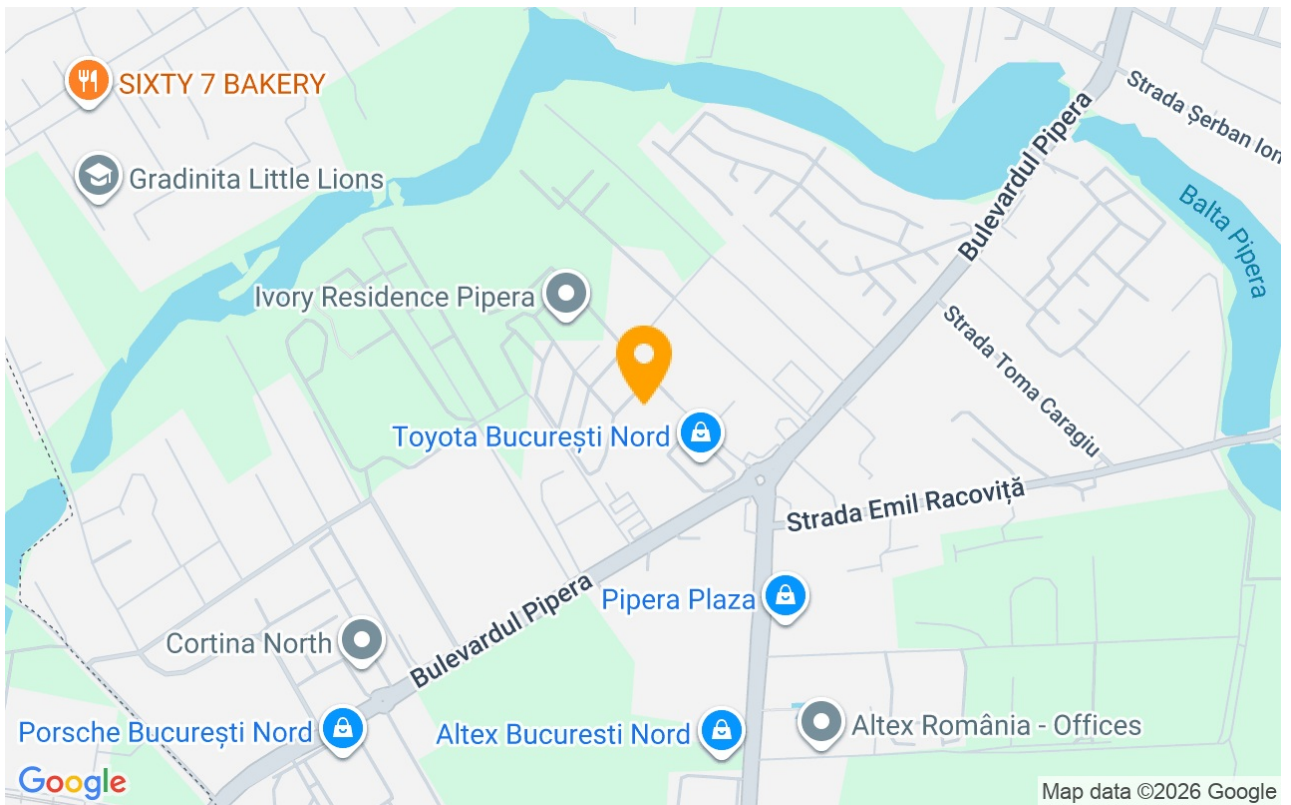 SIXTY 7 BAKERY
Strada Șerban Ion
Gradinita Little Lions
Bulevardul Pipera
Balta Pipera
Ivory Residence Pipera
Strada Toma Caragiu
Toyota București Nord
Strada Emil Racoviță
Pipera Plaza
Bulevardul Pipera
Cortina North
Porsche București Nord
Altex Bucuresti Nord
Altex România - Offices
Google
Map data ©2026 Google